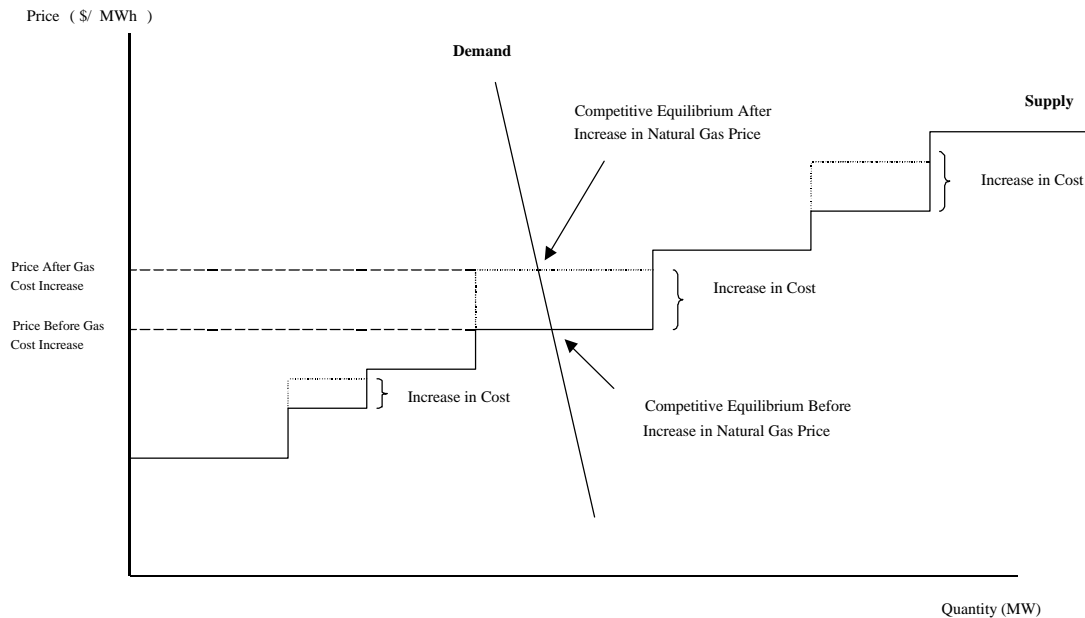 Price ( $/ MWh )
Demand
Competitive Equilibrium After
Increase in Natural Gas Price
Supply
Increase in Cost
Price After Gas
Cost Increase
Increase in Cost
Price Before Gas
Cost Increase
Increase in Cost
Competitive Equilibrium Before
Increase in Natural Gas Price
Quantity (MW)